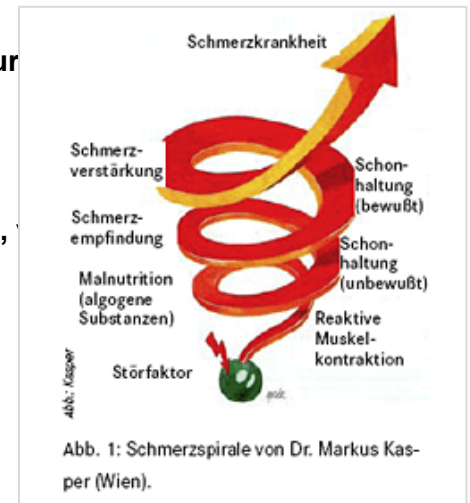 ur
Schmerzkrankheit
Schmerz-
verstärkung
Schon-
haltung
(bewußt)
Schmerz-
empfindung
,
Schon-
haltung
(unbewußt)
Malnutrition
(algogene
Substanzen)
Reaktive
Muskel-
kontraktion
Störfaktor
Abb.: Kasper
Abb. 1: Schmerzspirale von Dr. Markus Kas-
per (Wien).